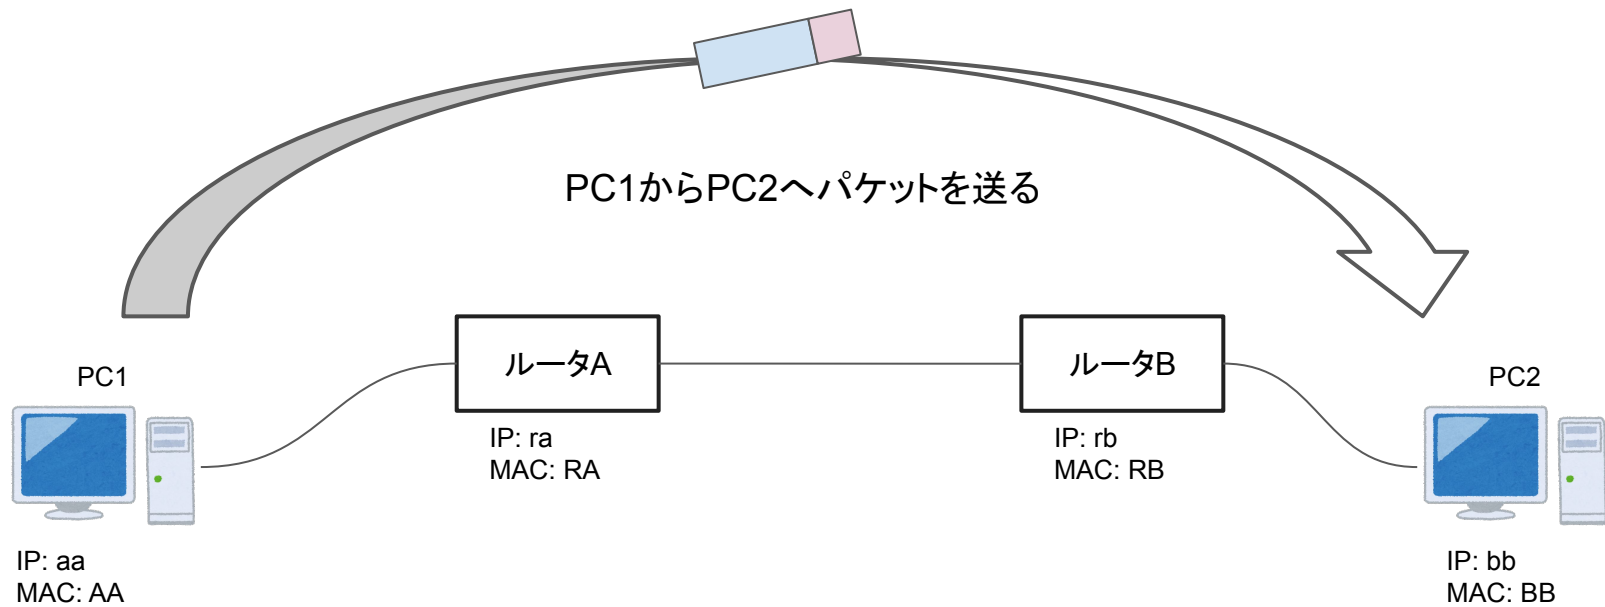 PC1からPC2へパケットを送る
ルータA
ルータB
PC1
PC2
IP: ra
MAC: RA
IP: rb
MAC: RB
IP: aa
MAC: AA
IP: bb
MAC: BB